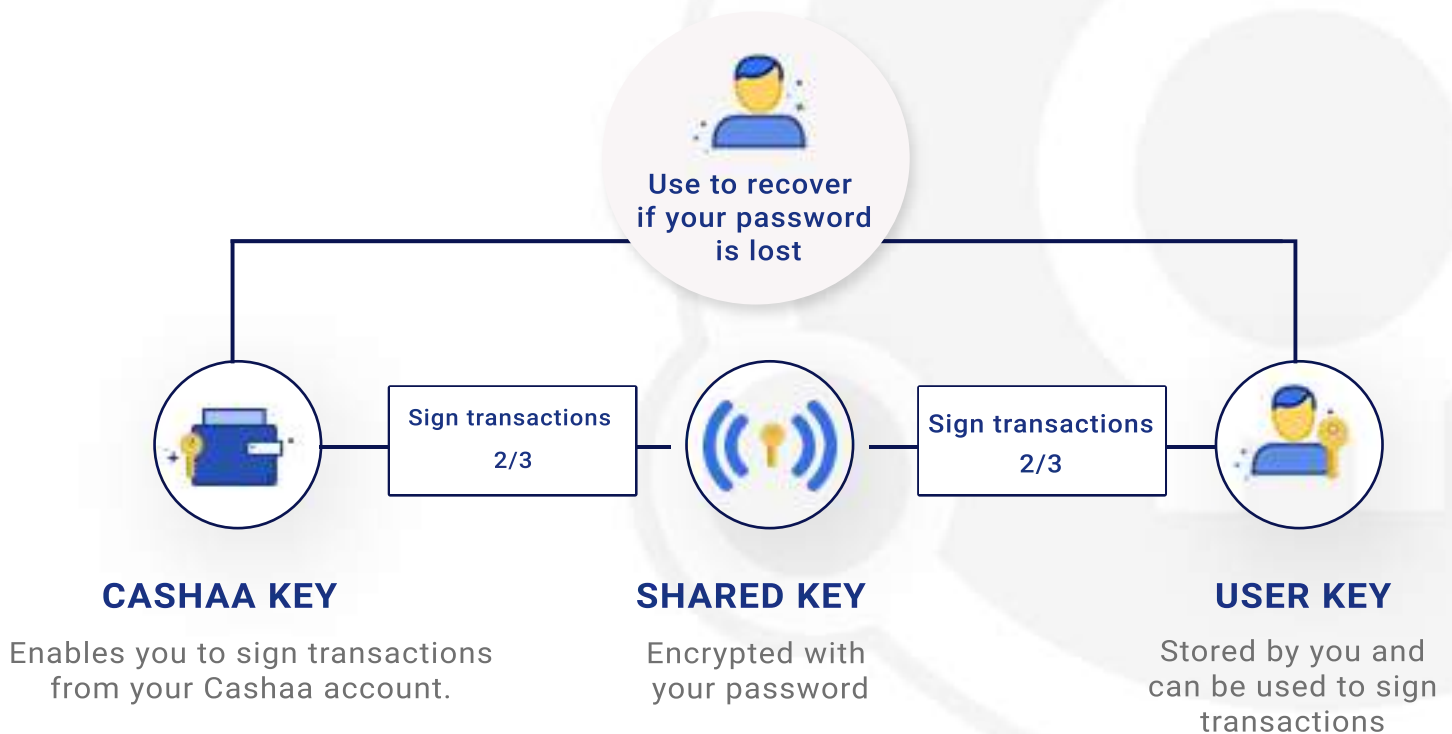 Use to recover
if your password
is lost
Sign transactions
2/3
Sign transactions
2/3
CASHAA KEY
Enables you to sign transactions
from your Cashaa account.
SHARED KEY
Encrypted with
your password
USER KEY
Stored by you and
can be used to sign
transactions